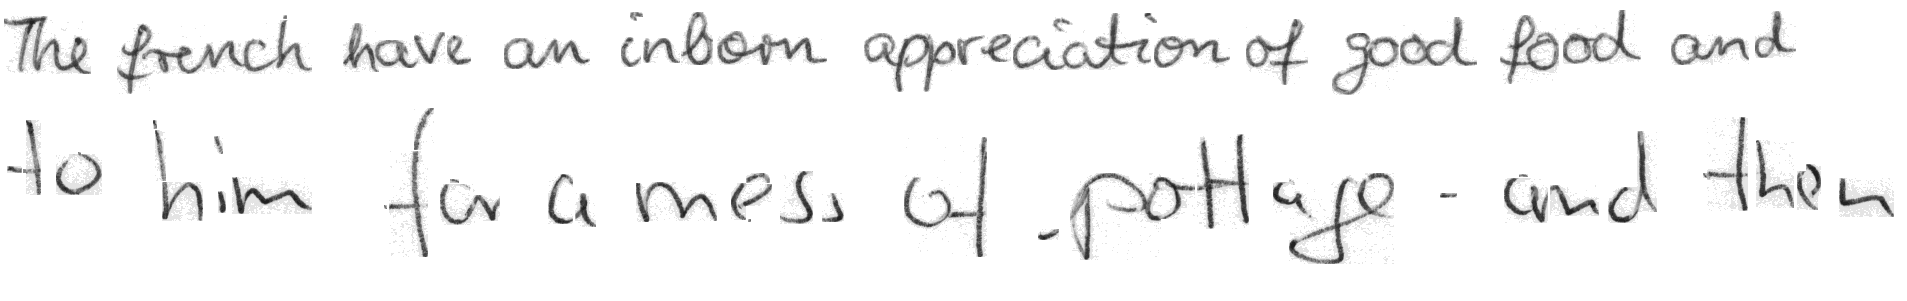 The french have an inborn appreciation of good food and
to him for a mess of pottage - and then